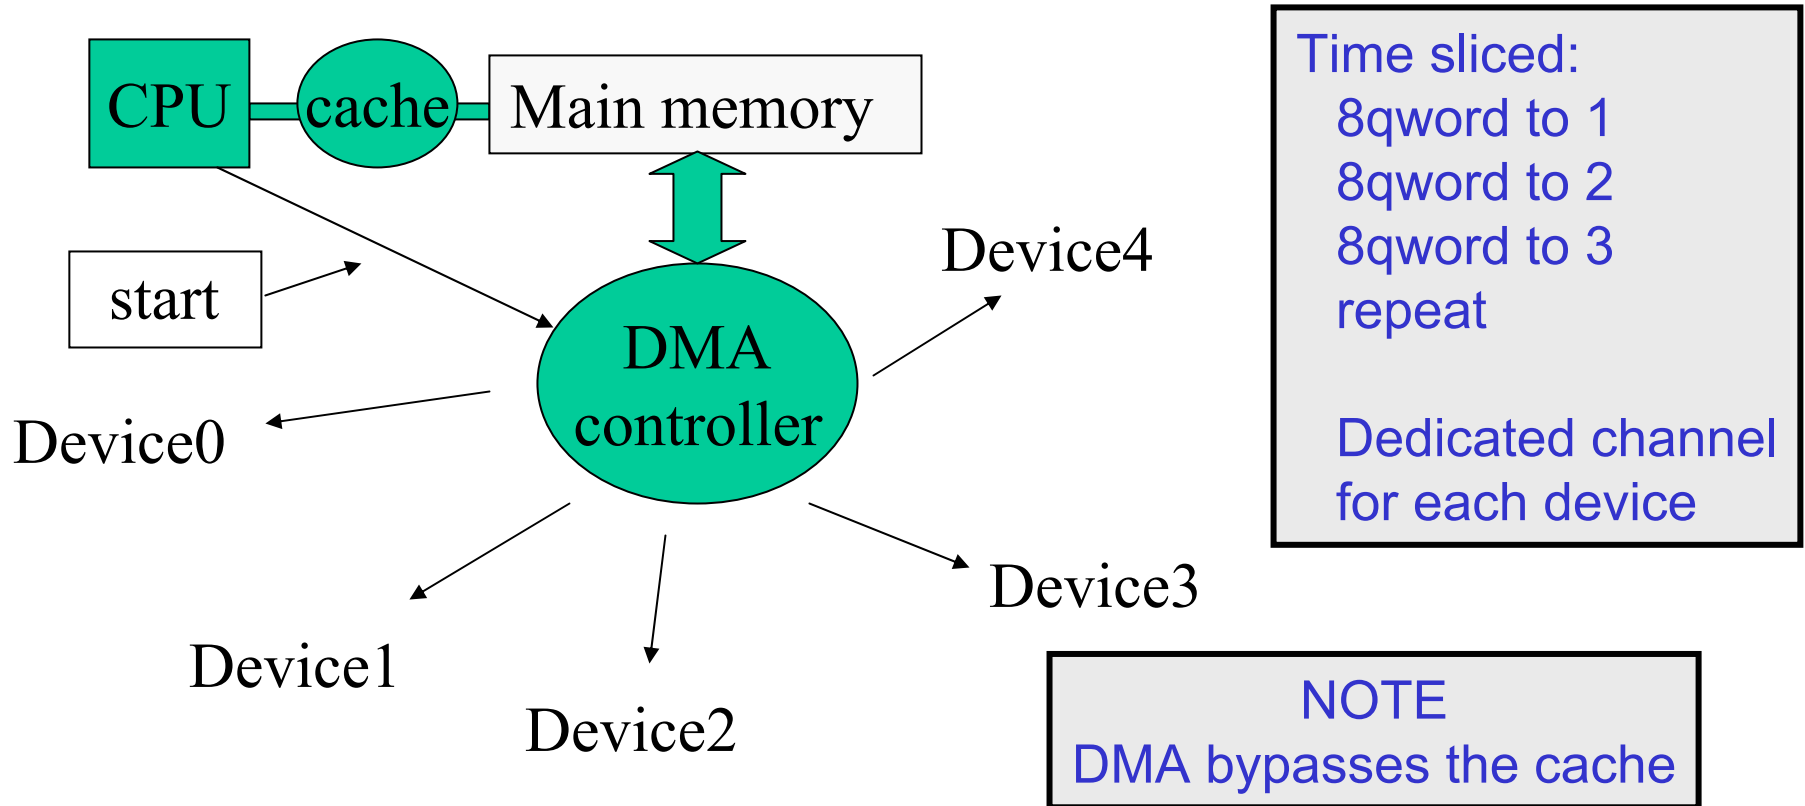 CPU
cache
Main memory
start
DMA
controller
Device4
Device0
Device1
Device2
Device3
Time sliced:
8qword to 1
8qword to 2
8qword to 3
repeat
Dedicated channel
for each device
NOTE
DMA bypasses the cache